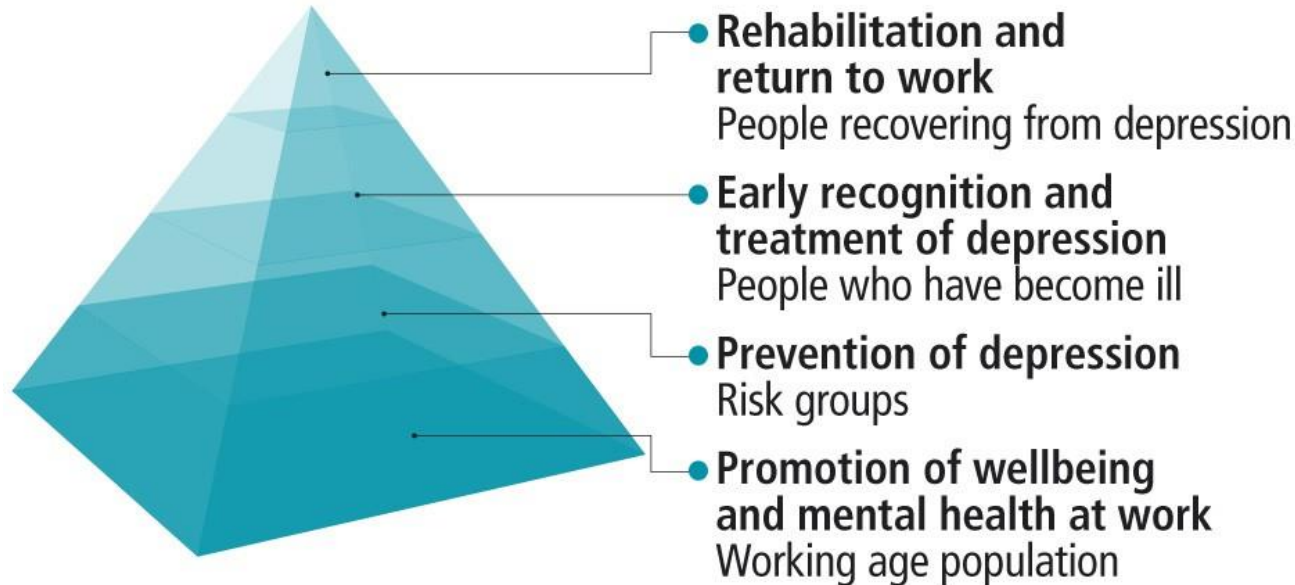 Rehabilitation and
return to work
People recovering from depression
Early recognition and
treatment of depression
People who have become ill
Prevention of depression
Risk groups
Promotion of wellbeing
and mental health at work
Working age population